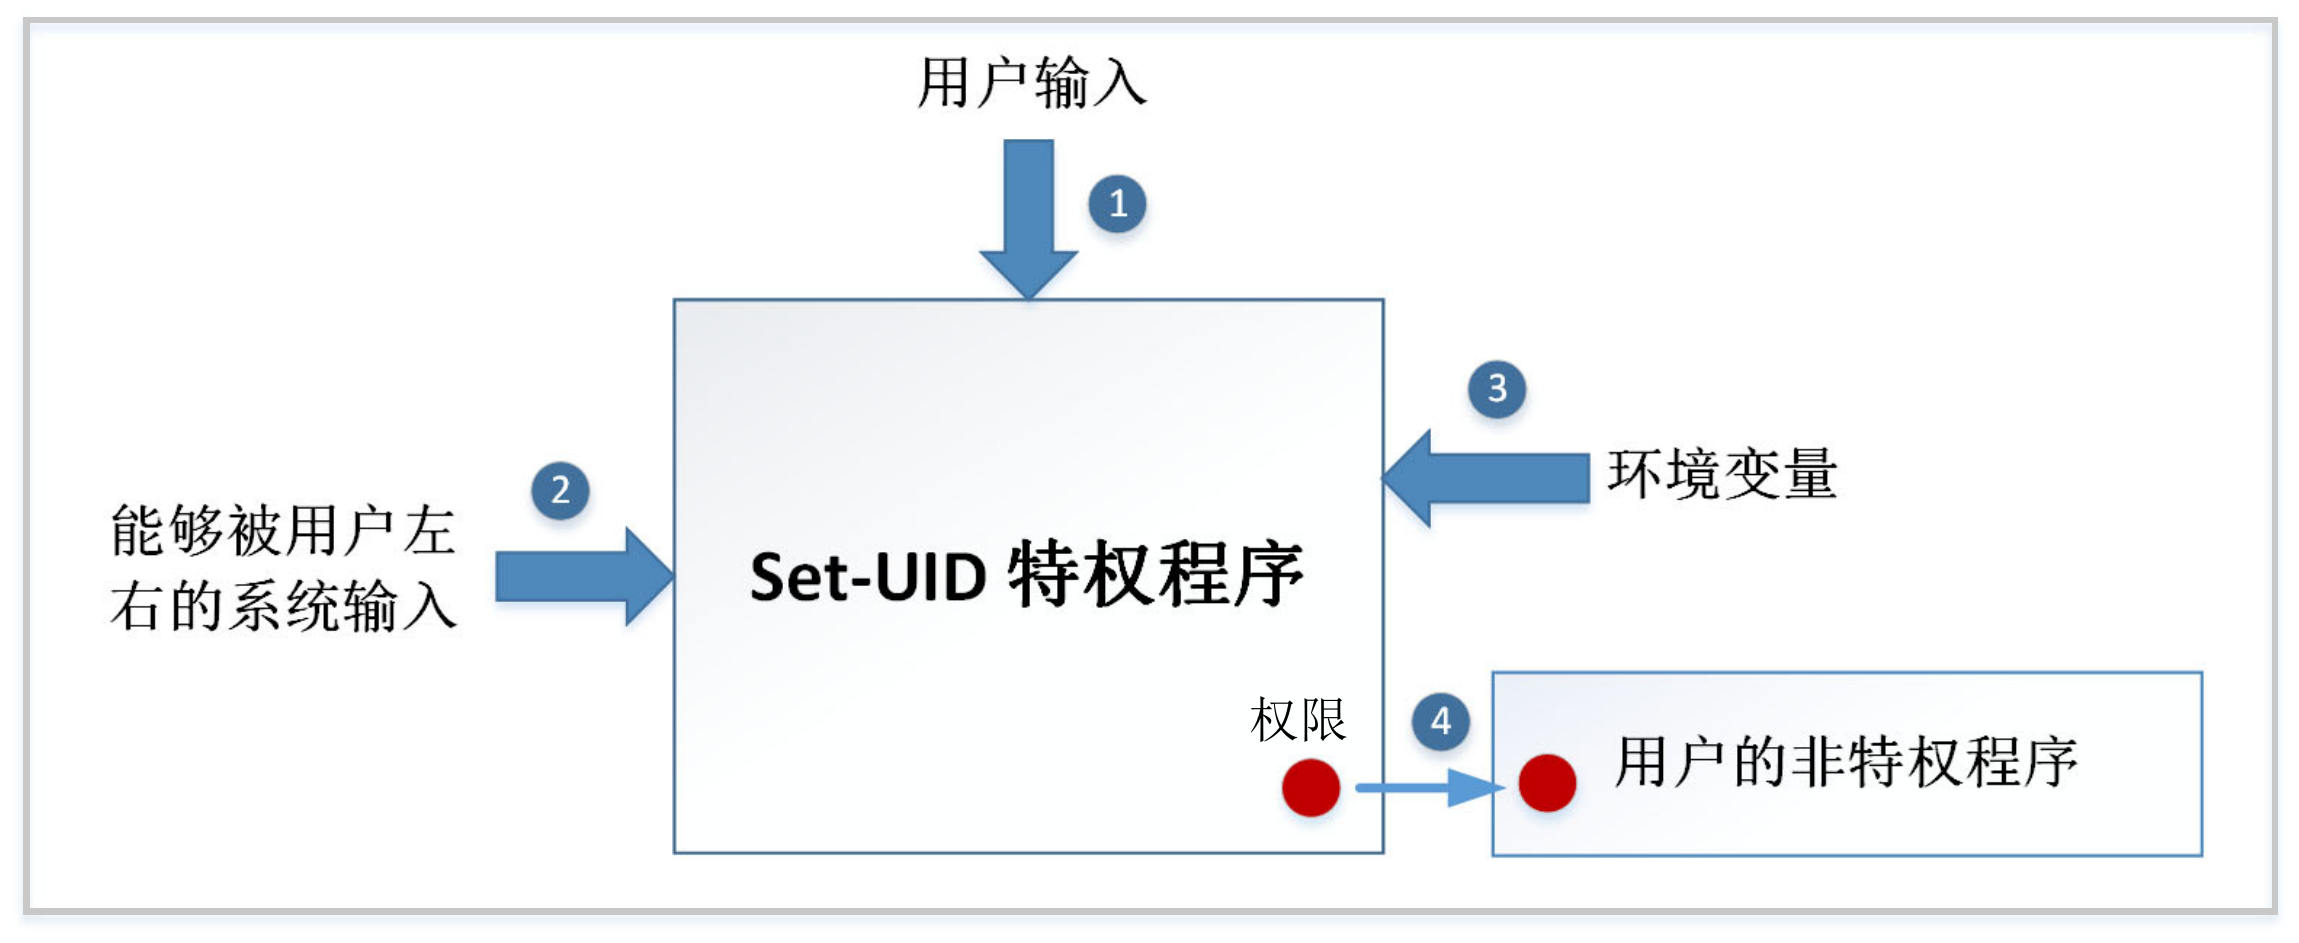 用户输入
1
3
环境变量
2
能够被用户左
右的系统输入
Set-UID 特权程序
权限
4
用户的非特权程序